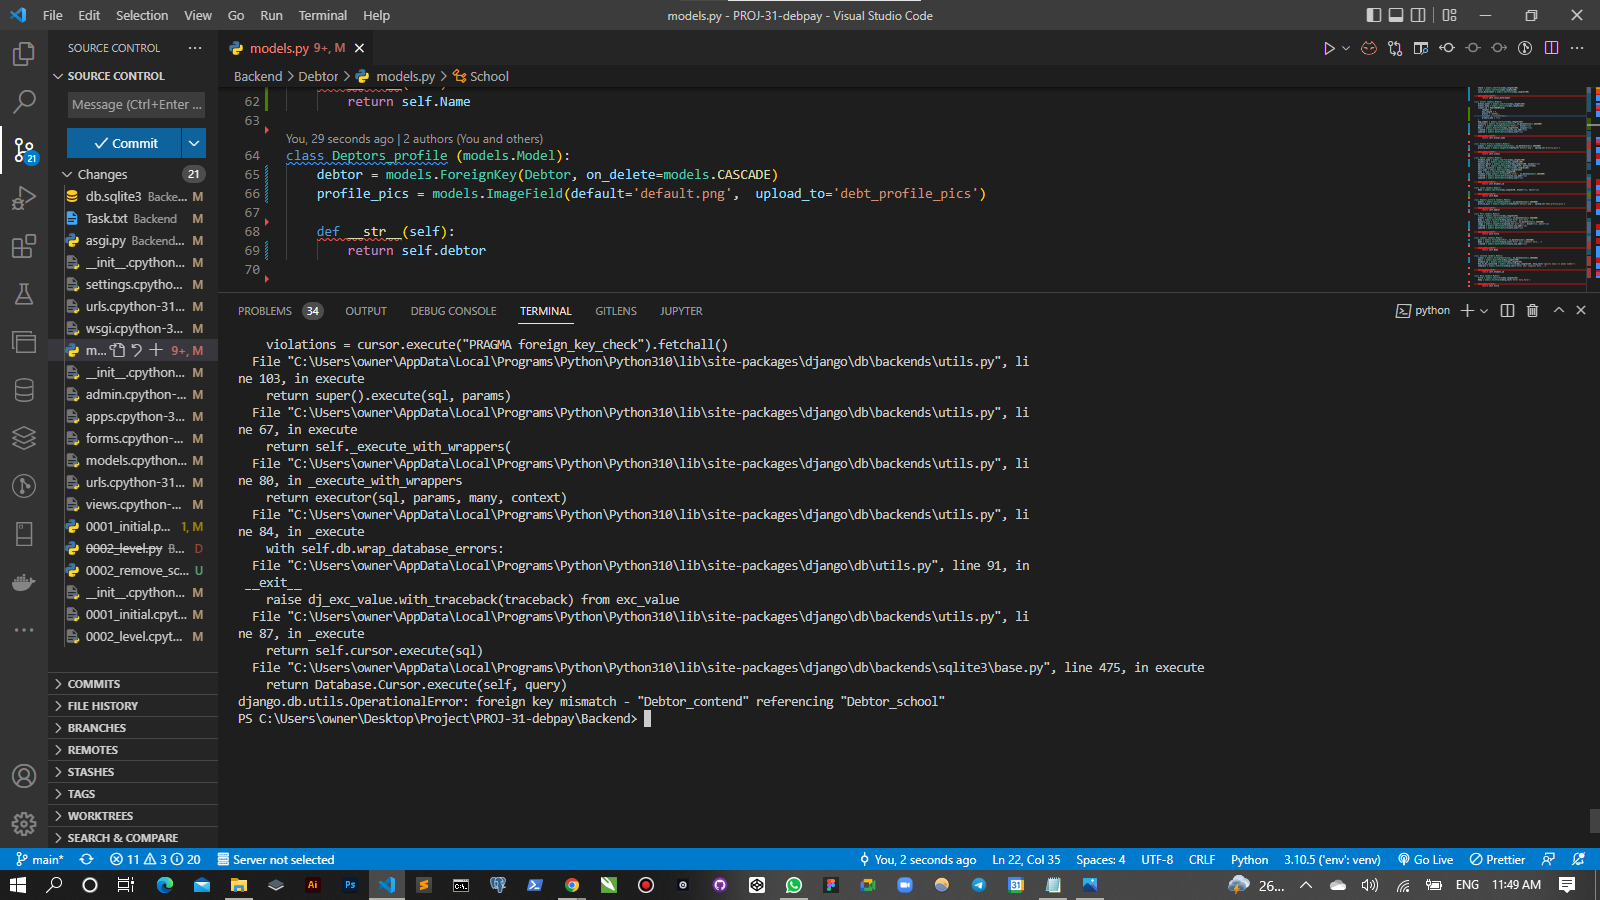 File Edit Selection View Go Run Terminal Help
models.py - PROJ-31-debpay - Visual Studio Code
SOURCE CONTROL
models.py 9+, M
SOURCE CONTROL
Message (Ctrl+Enter ...
Commit
Changes 21
21
db.sqlite3 Backe... M
Task.txt Backend M
asgi.py Backend... M
__init__.cpython... M
settings.cpytho... M
urls.cpython-31... M
wsgi.cpython-3... M
m... 9+, M
__init__.cpython... M
admin.cpython-... M
apps.cpython-3... M
forms.cpython-... M
models.cpython... M
urls.cpython-31... M
views.cpython-... M
0001_initial.p... 1, M
0002_level.py B... D
0002_remove_sc... U
__init__.cpython... M
0001_initial.cpyt... M
0002_level.cpyt... M
COMMITS
FILE HISTORY
BRANCHES
REMOTES
STASHES
TAGS
WORKTREES
SEARCH & COMPARE
Backend > Debtor > models.py > School
62 return self.Name
63
You, 29 seconds ago | 2 authors (You and others)
64 class Deptors_profile (models.Model):
65 debtor = models.ForeignKey(Debtor, on_delete=models.CASCADE)
66 profile_pics = models.ImageField(default='default.png', upload_to='debt_profile_pics')
67
68 def __str__(self):
69 return self.debtor
70
PROBLEMS 34 OUTPUT DEBUG CONSOLE TERMINAL GITLENS JUPYTER
python
violations = cursor.execute("PRAGMA foreign_key_check").fetchall()
File "C:\Users\owner\AppData\Local\Programs\Python\Python310\lib\site-packages\django\db\backends\utils.py", li
ne 103, in execute
return super().execute(sql, params)
File "C:\Users\owner\AppData\Local\Programs\Python\Python310\lib\site-packages\django\db\backends\utils.py", li
ne 67, in execute
return self._execute_with_wrappers(
File "C:\Users\owner\AppData\Local\Programs\Python\Python310\lib\site-packages\django\db\backends\utils.py", li
ne 80, in _execute_with_wrappers
return executor(sql, params, many, context)
File "C:\Users\owner\AppData\Local\Programs\Python\Python310\lib\site-packages\django\db\backends\utils.py", li
ne 84, in _execute
with self.db.wrap_database_errors:
File "C:\Users\owner\AppData\Local\Programs\Python\Python310\lib\site-packages\django\db\utils.py", line 91, in
__exit__
raise dj_exc_value.with_traceback(traceback) from exc_value
File "C:\Users\owner\AppData\Local\Programs\Python\Python310\lib\site-packages\django\db\backends\utils.py", li
ne 87, in _execute
return self.cursor.execute(sql)
File "C:\Users\owner\AppData\Local\Programs\Python\Python310\lib\site-packages\django\db\backends\sqlite3\base.py", line 475, in execute
return Database.Cursor.execute(self, query)
django.db.utils.OperationalError: foreign key mismatch - "Debtor_contend" referencing "Debtor_school"
PS C:\Users\owner\Desktop\Project\PROJ-31-debpay\Backend>
main* 11 3 20 Server not selected
You, 2 seconds ago Ln 22, Col 35 Spaces: 4 UTF-8 CRLF Python 3.10.5 ('env': venv) Go Live Prettier
Ai Ps 31 26... ENG 11:49 AM